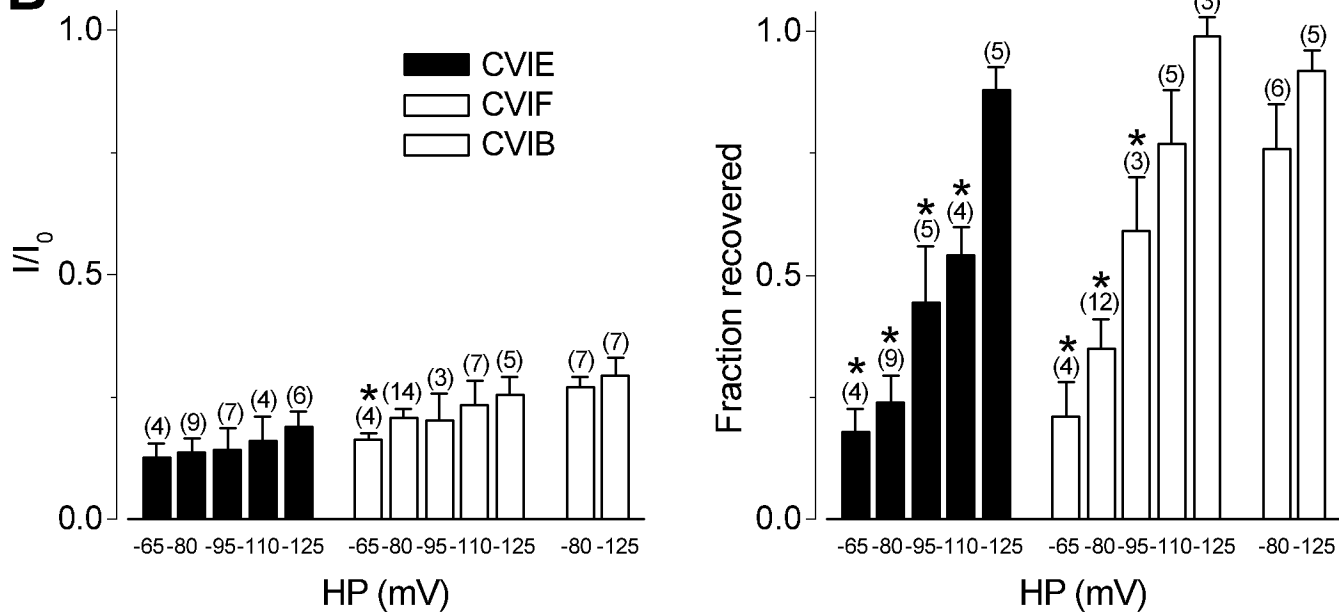 1.0
0.5
0.0
I/I0
CVIE
CVIF
CVIB
(4) (9) (7) (4) (6)
* (4) (14) (3) (7) (5)
(7) (7)
-65 -80 -95 -110 -125 -65 -80 -95 -110 -125 -80 -125
HP (mV)
1.0
0.5
0.0
Fraction recovered
* (4) * (9) * (5) * (4) (5)
* (4) * (12) * (3) (5) (3)
(6) (5)
-65 -80 -95 -110 -125 -65 -80 -95 -110 -125 -80 -125
HP (mV)